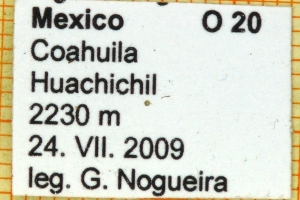 Mexico O 20
Coahuila
Huachichil
2230 m
24. VII. 2009
leg. G. Nogueira